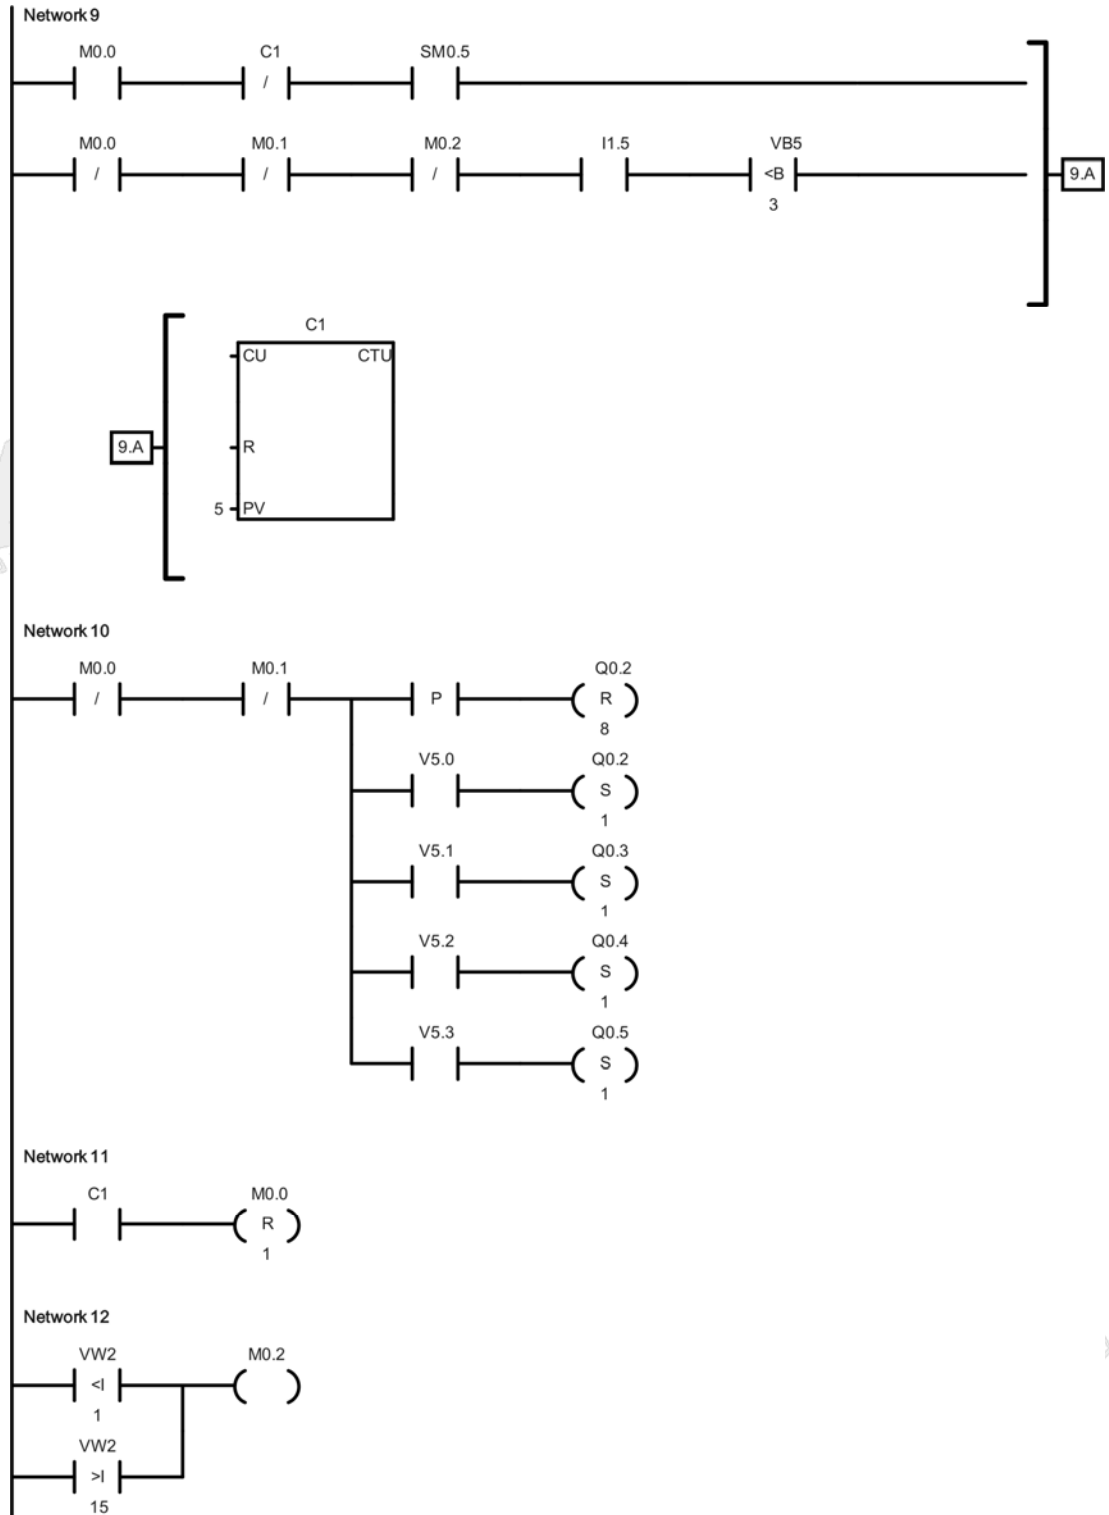 Network 9
M0.0 C1 SM0.5
/
M0.0 M0.1 M0.2 I1.5 VB5
/ / / <B
3
9.A
C1
CU CTU
9.A R
5 PV
Network 10
M0.0 M0.1 Q0.2
/ / P R
8
V5.0 Q0.2
S
1
V5.1 Q0.3
S
1
V5.2 Q0.4
S
1
V5.3 Q0.5
S
1
Network 11
C1 M0.0
R
1
Network 12
VW2 M0.2
<I
1
VW2
>I
15